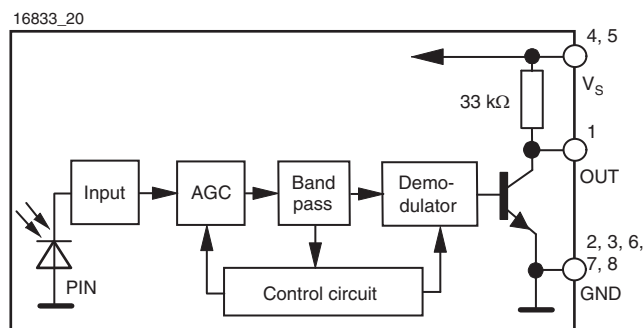 16833_20
4, 5
33 kΩ
VS
1
Input
AGC
Band
pass
Demo-
dulator
OUT
2, 3, 6,
7, 8
PIN
Control circuit
GND